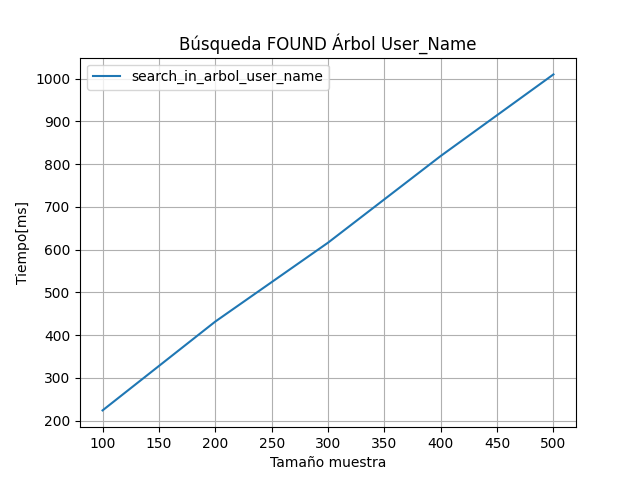 Búsqueda FOUND Árbol User_Name
search_in_arbol_user_name
Tiempo[ms]
1000
900
800
700
600
500
400
300
200
100 150 200 250 300 350 400 450 500
Tamaño muestra